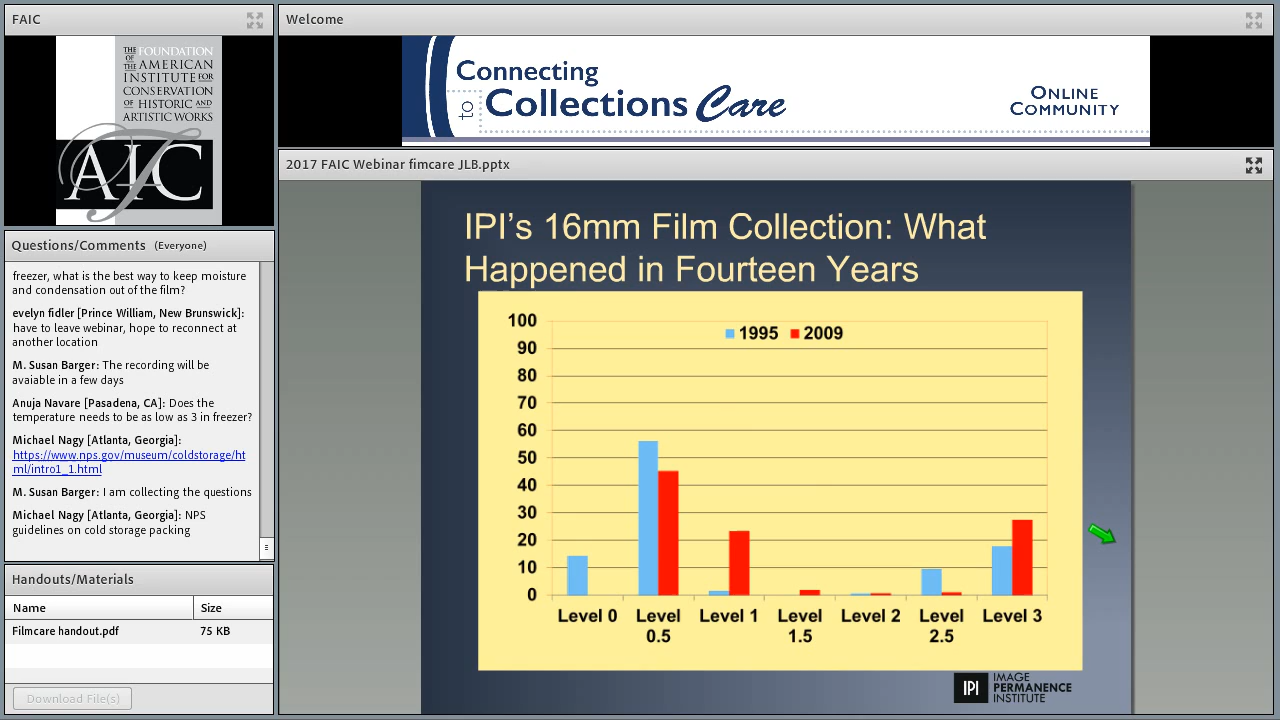 FAIC
THE FOUNDATION
OF THE AMERICAN
INSTITUTE FOR
CONSERVATION
OF HISTORIC AND
ARTISTIC WORKS
AIC
Welcome
Connecting
to Collections Care
ONLINE
COMMUNITY
Questions/Comments (Everyone)
freezer, what is the best way to keep moisture
and condensation out of the film?
evelyn fidler [Prince William, New Brunswick]:
have to leave webinar, hope to reconnect at
another location
M. Susan Barger: The recording will be
avaiable in a few days
Anuja Navare [Pasadena, CA]: Does the
temperature needs to be as low as 3 in freezer?
Michael Nagy [Atlanta, Georgia]:
https://www.nps.gov/museum/coldstorage/ht
ml/intro1_1.html
M. Susan Barger: I am collecting the questions
Michael Nagy [Atlanta, Georgia]: NPS
guidelines on cold storage packing
Handouts/Materials
Name Size
Filmcare handout.pdf 75 KB
Download File(s)
2017 FAIC Webinar fimcare JLB.pptx
IPI's 16mm Film Collection: What
Happened in Fourteen Years
1995 2009
100
90
80
70
60
50
40
30
20
10
0
Level 0 Level 0.5 Level 1 Level 1.5 Level 2 Level 2.5 Level 3
IPI
IMAGE
PERMANENCE
INSTITUTE